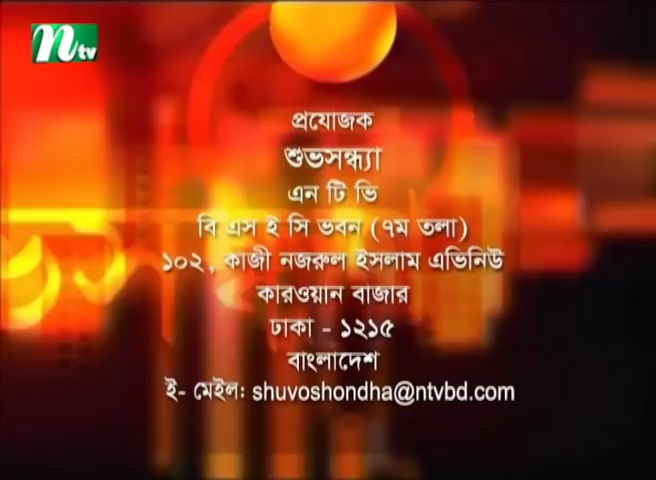 ntv
প্রযোজক
শুভসন্ধ্যা
এন টি ভি
বি এস ই সি ভবন (৭ম তলা)
১০২, কাজী নজরুল ইসলাম এভিনিউ
কারওয়ান বাজার
ঢাকা - ১২১৫
বাংলাদেশ
ই- মেইলঃ shuvoshondha@ntvbd.com